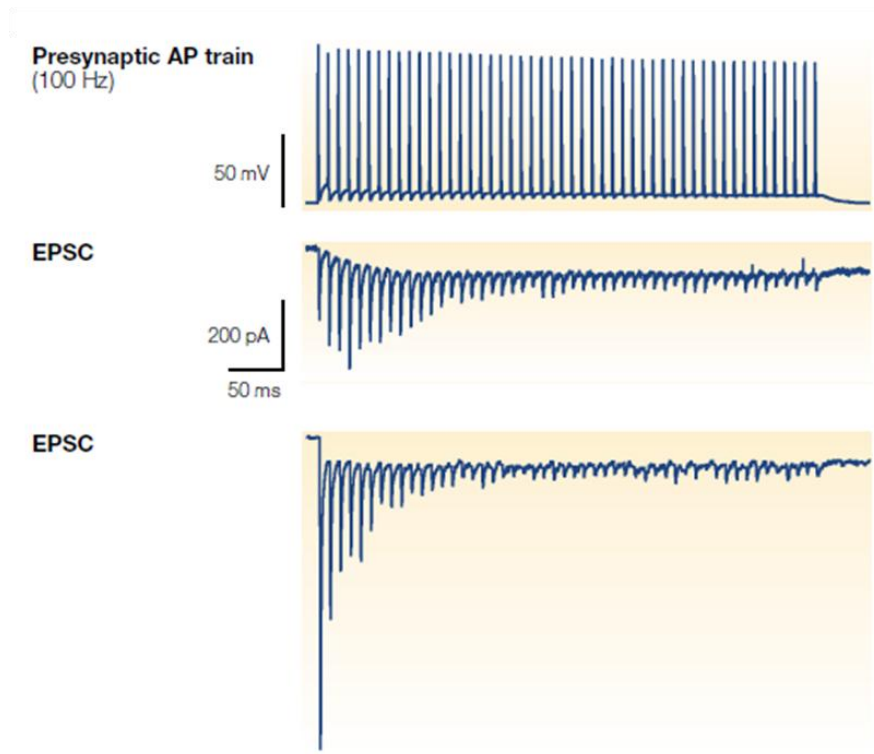 Presynaptic AP train
(100 Hz)
50 mV
EPSC
200 pA
50 ms
EPSC